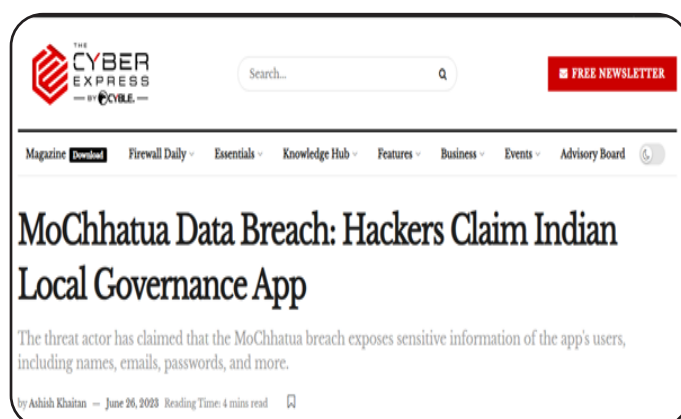 THE
CYBER
EXPRESS
— BY CYBLE. —
Search...
FREE NEWSLETTER
Magazine Download Firewall Daily Essentials Knowledge Hub Features Business Events Advisory Board
MoChhatua Data Breach: Hackers Claim Indian
Local Governance App
The threat actor has claimed that the MoChhatua breach exposes sensitive information of the app's users,
including names, emails, passwords, and more.
by Ashish Khaitan — June 26, 2023 Reading Time: 4 mins read